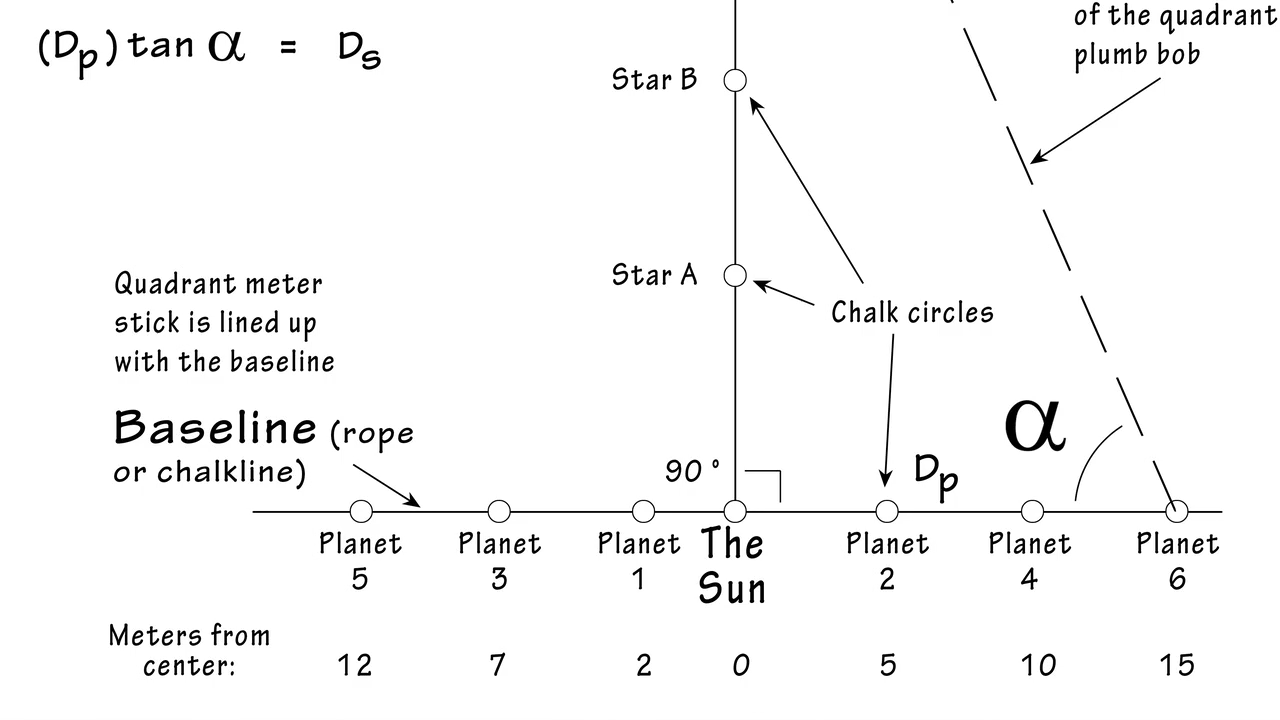 of the quadrant
plumb bob
(Dp) tan α = Ds
Star B
Star A
Chalk circles
Quadrant meter
stick is lined up
with the baseline
Baseline (rope
or chalkline)
α
90°
Dp
Planet 5
Planet 3
Planet 1
The Sun
Planet 2
Planet 4
Planet 6
Meters from
center: 12 7 2 0 5 10 15